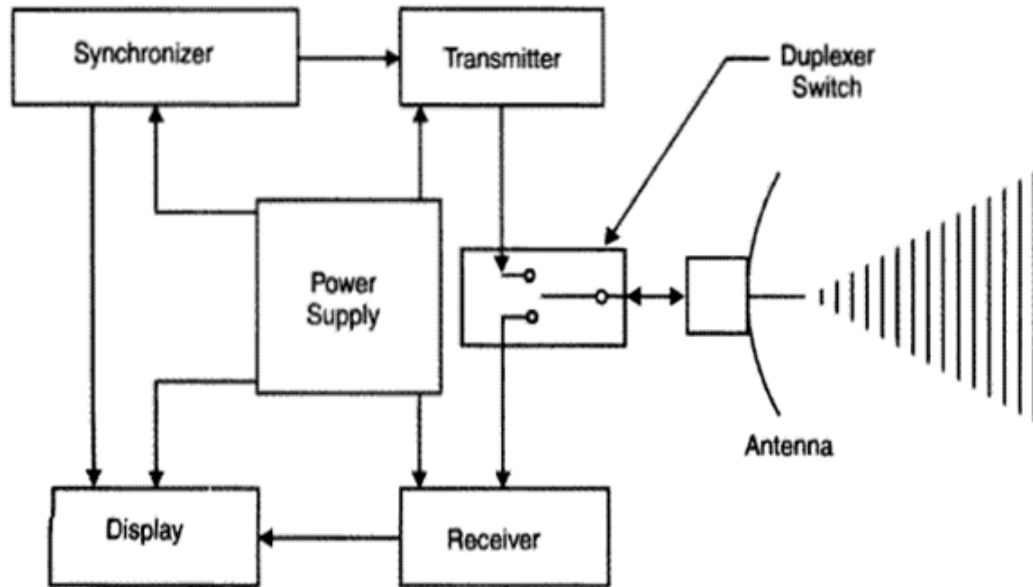 Synchronizer
Transmitter
Duplexer
Switch
Power
Supply
Antenna
Display
Receiver